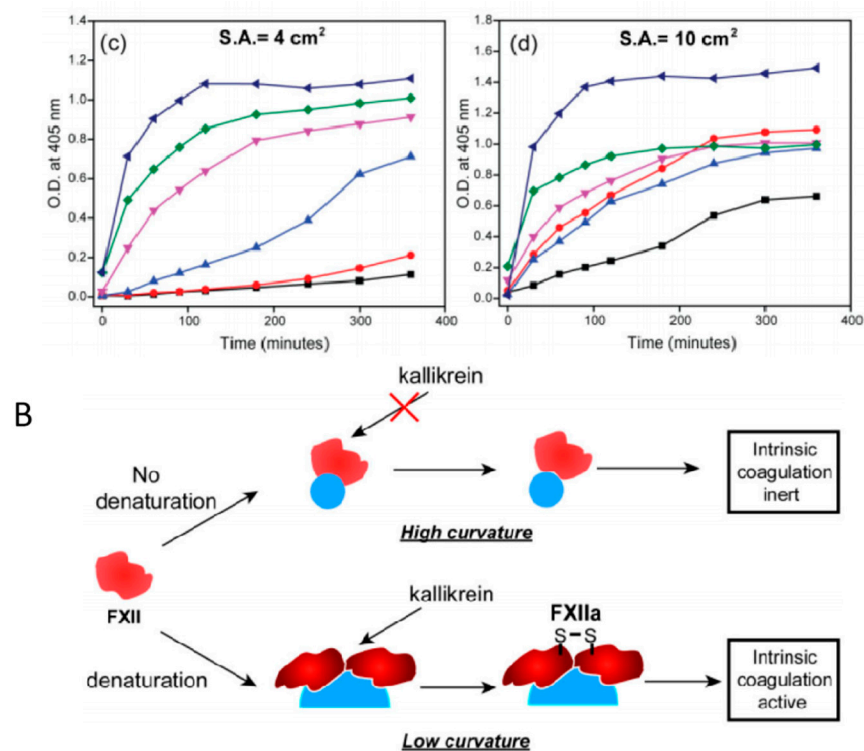 (c)
S.A.= 4 cm²
O.D. at 405 nm
1.4
1.2
1.0
0.8
0.6
0.4
0.2
0.0
0
100
200
300
400
Time (minutes)
(d)
S.A.= 10 cm²
O.D. at 405 nm
1.8
1.6
1.4
1.2
1.0
0.8
0.6
0.4
0.2
0.0
0
100
200
300
400
Time (minutes)
B
kallikrein
No
denaturation
High curvature
Intrinsic
coagulation
inert
FXII
denaturation
kallikrein
FXIIa
S-S
Low curvature
Intrinsic
coagulation
active